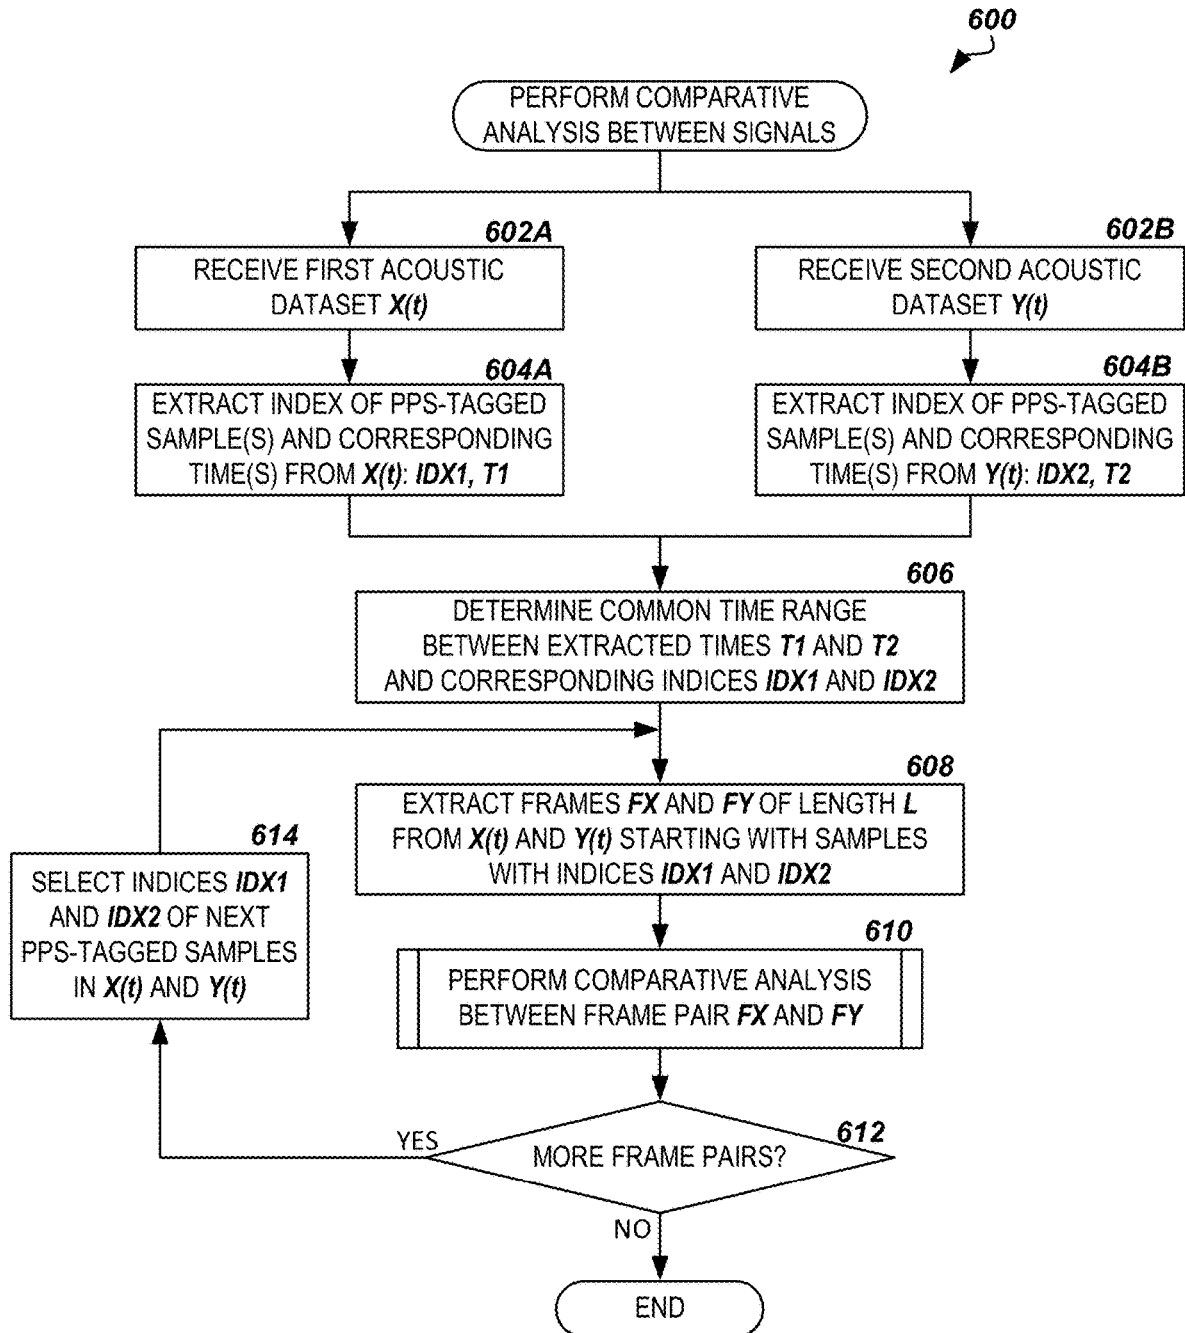 600
PERFORM COMPARATIVE
ANALYSIS BETWEEN SIGNALS
602A
RECEIVE FIRST ACOUSTIC
DATASET X(t)
602B
RECEIVE SECOND ACOUSTIC
DATASET Y(t)
604A
EXTRACT INDEX OF PPS-TAGGED
SAMPLE(S) AND CORRESPONDING
TIME(S) FROM X(t): IDX1, T1
604B
EXTRACT INDEX OF PPS-TAGGED
SAMPLE(S) AND CORRESPONDING
TIME(S) FROM Y(t): IDX2, T2
606
DETERMINE COMMON TIME RANGE
BETWEEN EXTRACTED TIMES T1 AND T2
AND CORRESPONDING INDICES IDX1 AND IDX2
608
EXTRACT FRAMES FX AND FY OF LENGTH L
FROM X(t) AND Y(t) STARTING WITH SAMPLES
WITH INDICES IDX1 AND IDX2
614
SELECT INDICES IDX1
AND IDX2 OF NEXT
PPS-TAGGED SAMPLES
IN X(t) AND Y(t)
610
PERFORM COMPARATIVE ANALYSIS
BETWEEN FRAME PAIR FX AND FY
612
YES
MORE FRAME PAIRS?
NO
END